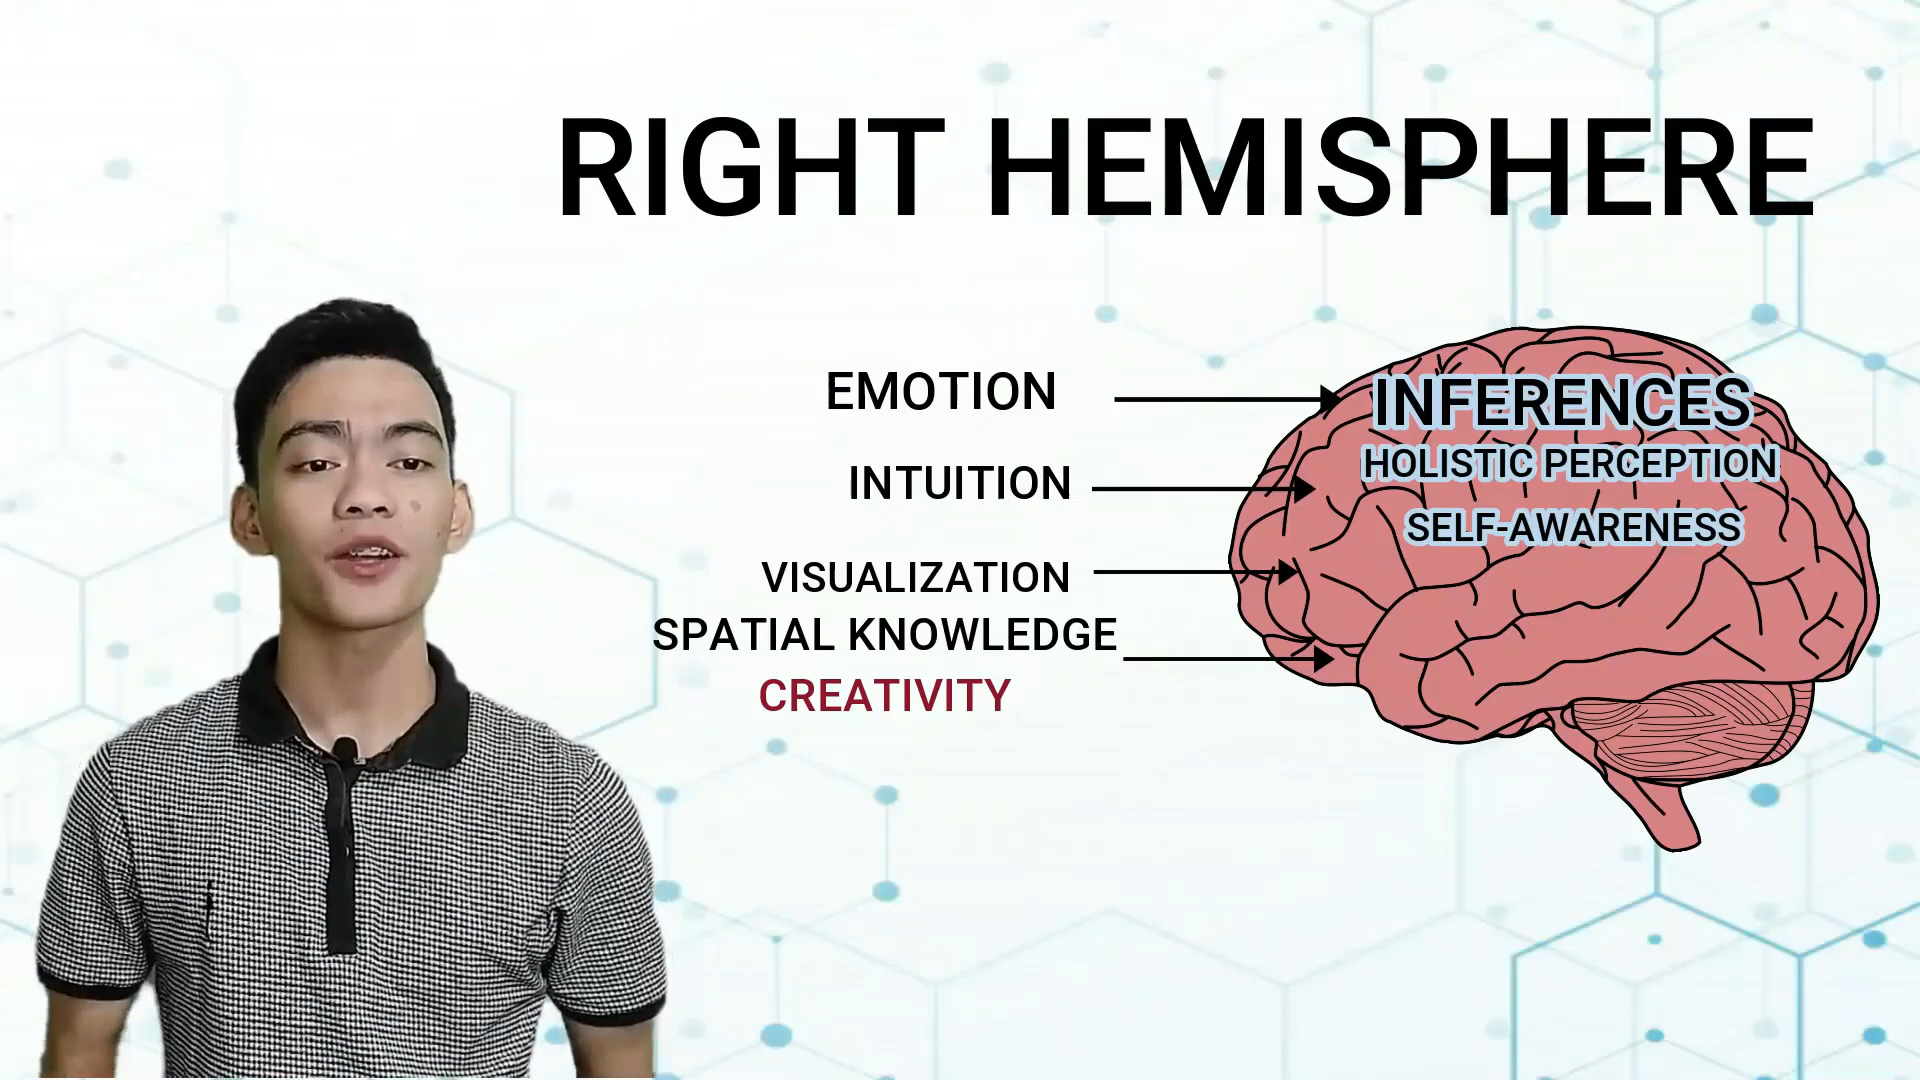 RIGHT HEMISPHERE
EMOTION
INTUITION
VISUALIZATION
SPATIAL KNOWLEDGE
CREATIVITY
INFERENCES
HOLISTIC PERCEPTION
SELF-AWARENESS